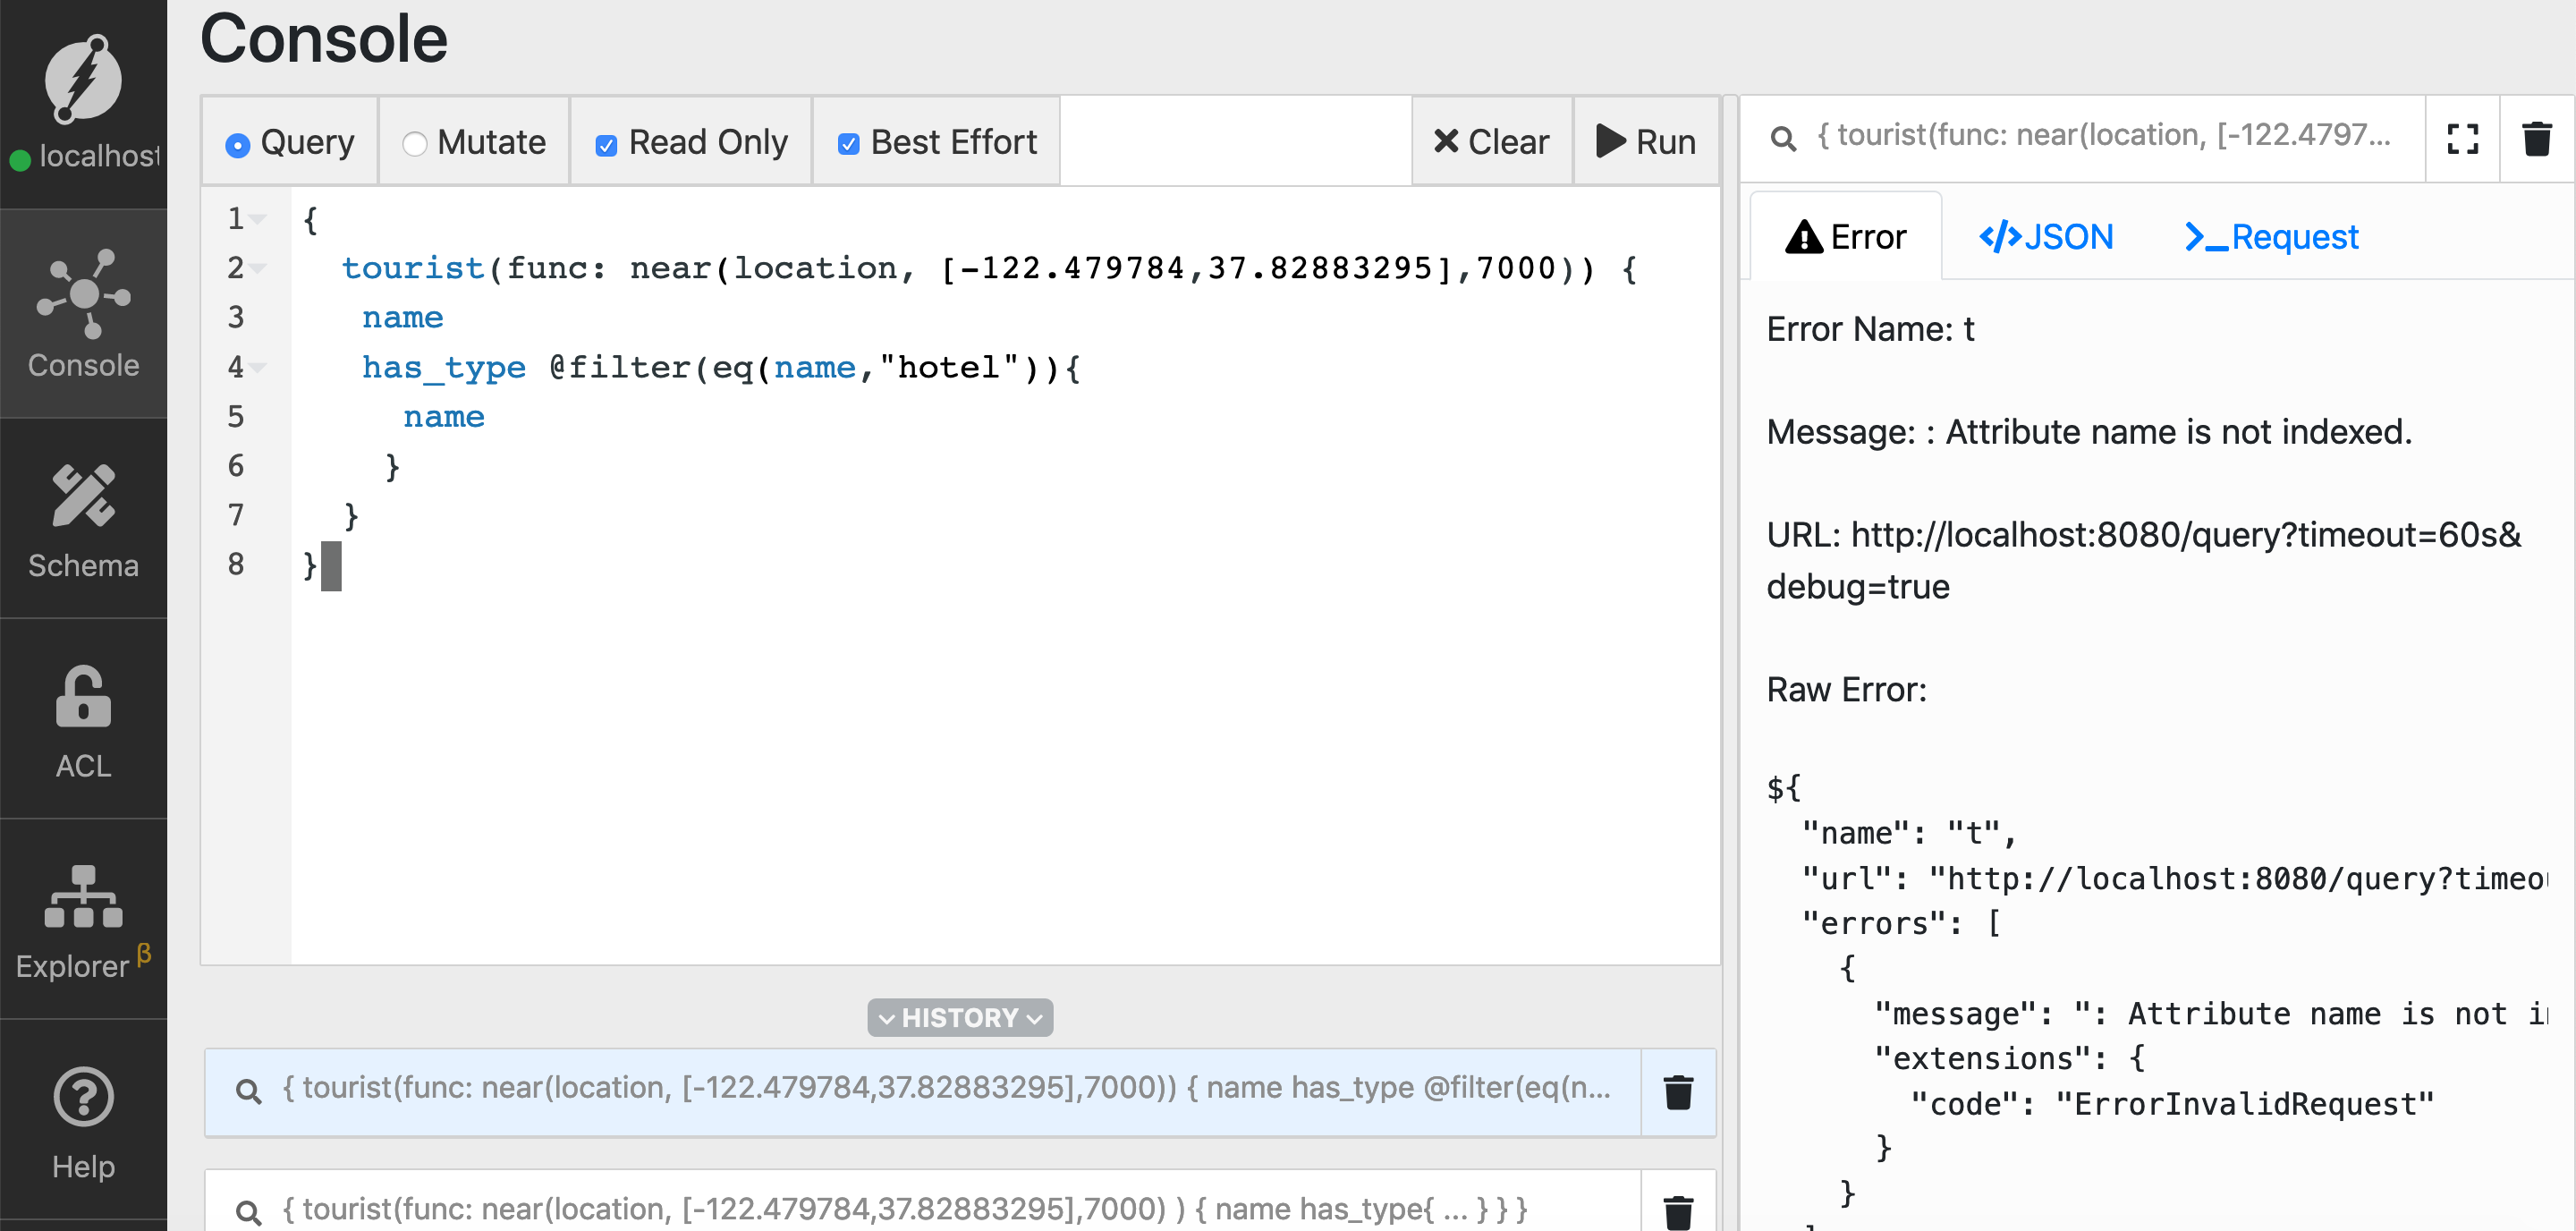 Console
localhost
Console
Schema
ACL
Explorer β
Help
Query Mutate Read Only Best Effort Clear Run
1 {
2 tourist(func: near(location, [-122.479784,37.82883295],7000)) {
3 name
4 has_type @filter(eq(name,"hotel")){
5 name
6 }
7 }
8 }
HISTORY
{ tourist(func: near(location, [-122.479784,37.82883295],7000)) { name has_type @filter(eq(n...
{ tourist(func: near(location, [-122.479784,37.82883295],7000) ) { name has_type{ ... } } }
{ tourist(func: near(location, [-122.4797...
Error </>JSON >_Request
Error Name: t
Message: : Attribute name is not indexed.
URL: http://localhost:8080/query?timeout=60s&
debug=true
Raw Error:
${
"name": "t",
"url": "http://localhost:8080/query?timeou
"errors": [
{
"message": ": Attribute name is not i
"extensions": {
"code": "ErrorInvalidRequest"
}
}
]